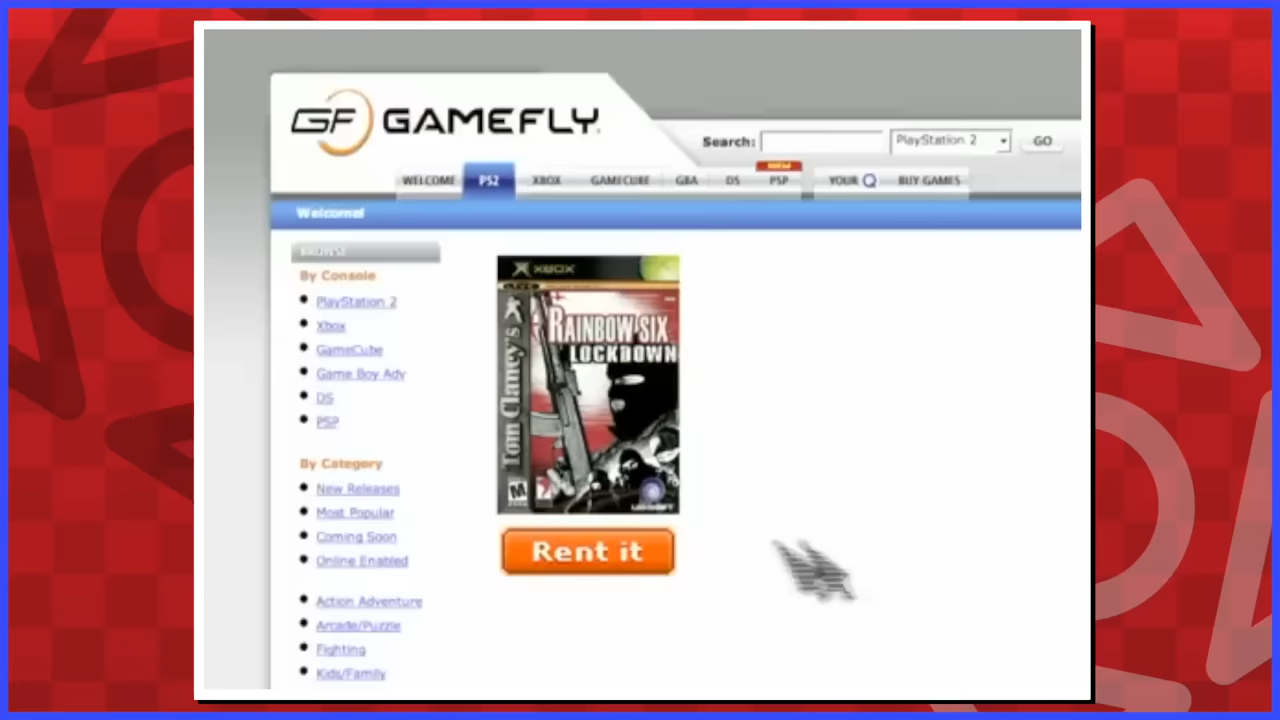 GF GAMEFLY
Search: PlayStation 2 GO
WELCOME PS2 XBOX GAMECUBE GBA DS PSP YOUR Q BUY GAMES
Welcome!
BROWSE
By Console
PlayStation 2
Xbox
GameCube
Game Boy Adv
DS
PSP
By Category
New Releases
Most Popular
Coming Soon
Online Enabled
Action Adventure
Arcade/Puzzle
Fighting
Kids/Family
XBOX
Tom Clancy's
RAINBOW SIX
LOCKDOWN
M
UBISOFT
Rent it